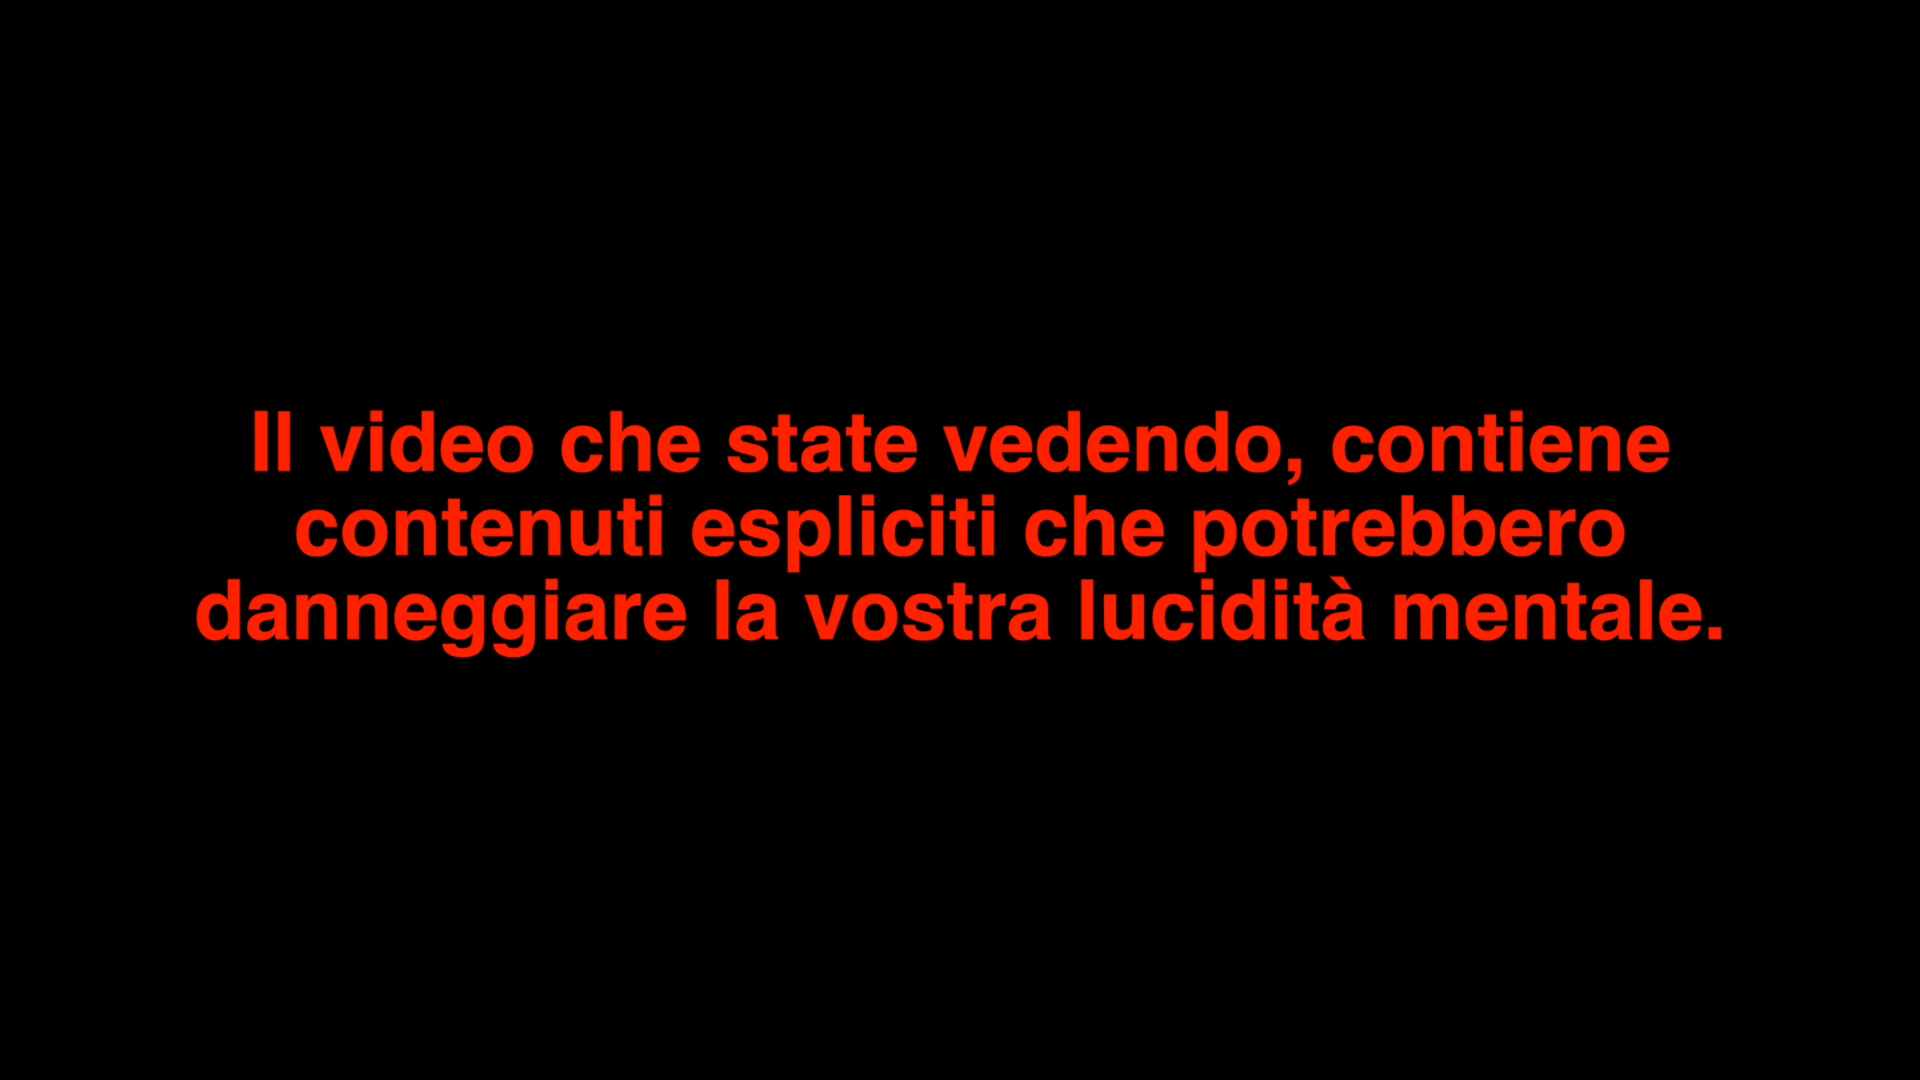 Il video che state vedendo, contiene
contenuti espliciti che potrebbero
danneggiare la vostra lucidità mentale.